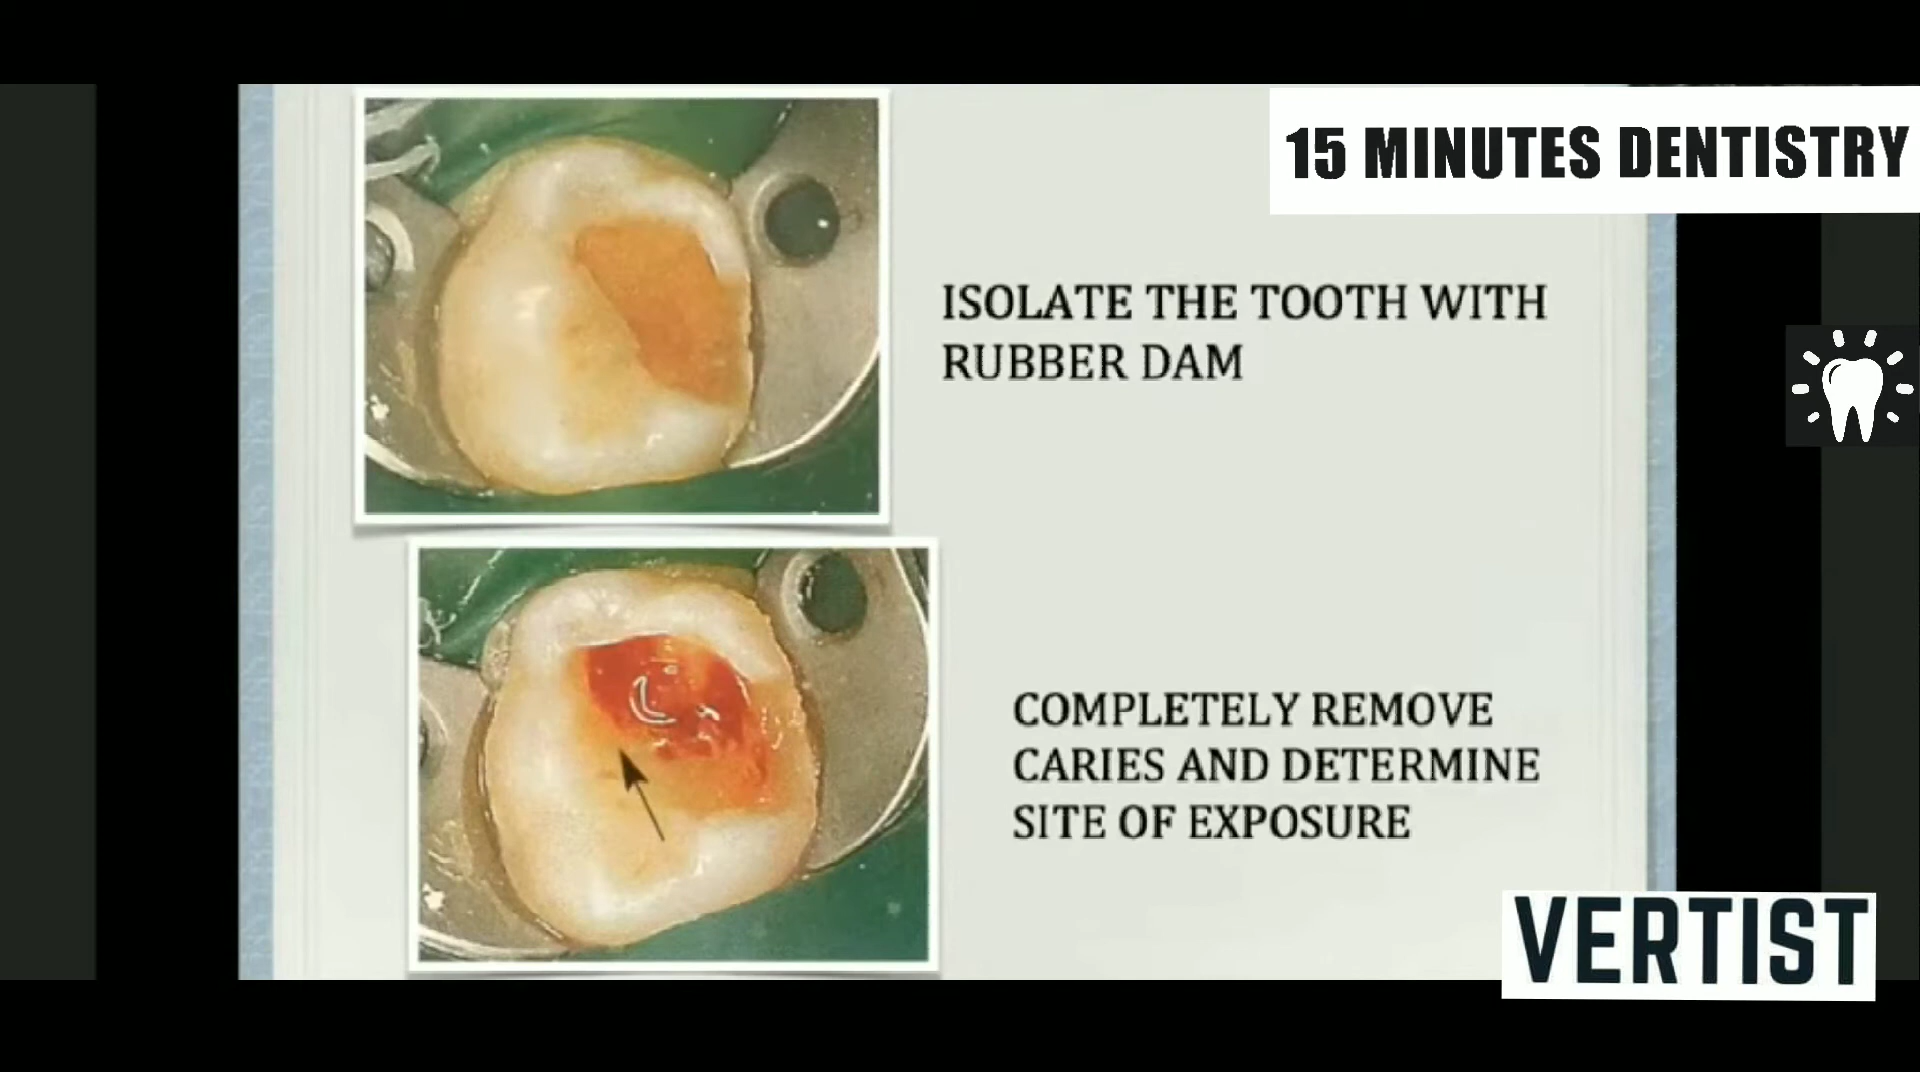 15 MINUTES DENTISTRY
ISOLATE THE TOOTH WITH
RUBBER DAM
COMPLETELY REMOVE
CARIES AND DETERMINE
SITE OF EXPOSURE
VERTIST